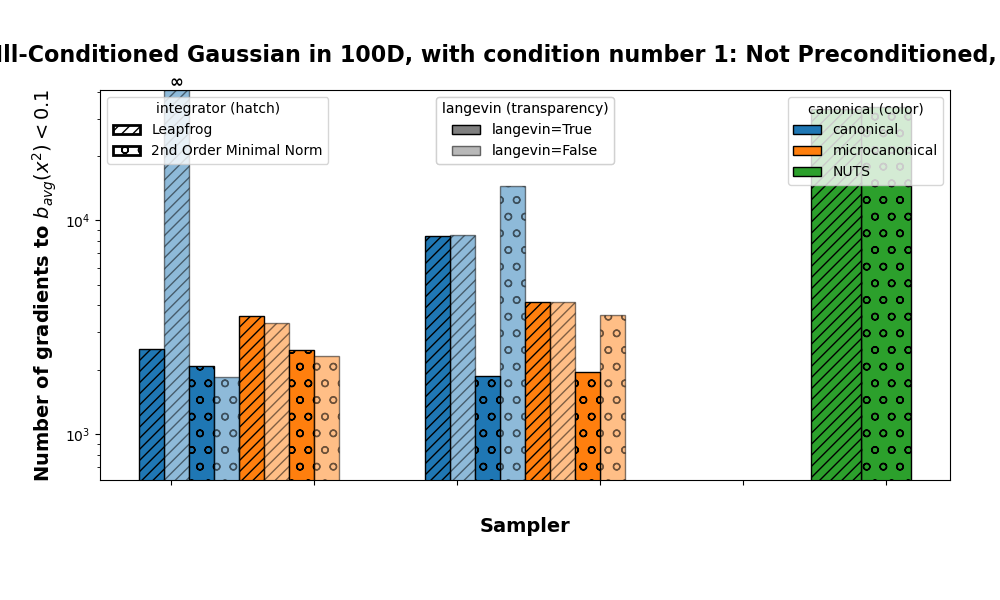 Ill-Conditioned Gaussian in 100D, with condition number 1: Not Preconditioned,
∞
integrator (hatch)
Leapfrog
2nd Order Minimal Norm
langevin (transparency)
langevin=True
langevin=False
canonical (color)
canonical
microcanonical
NUTS
Number of gradients to $b_{avg}(x^2) < 0.1$
10⁴
10³
Sampler